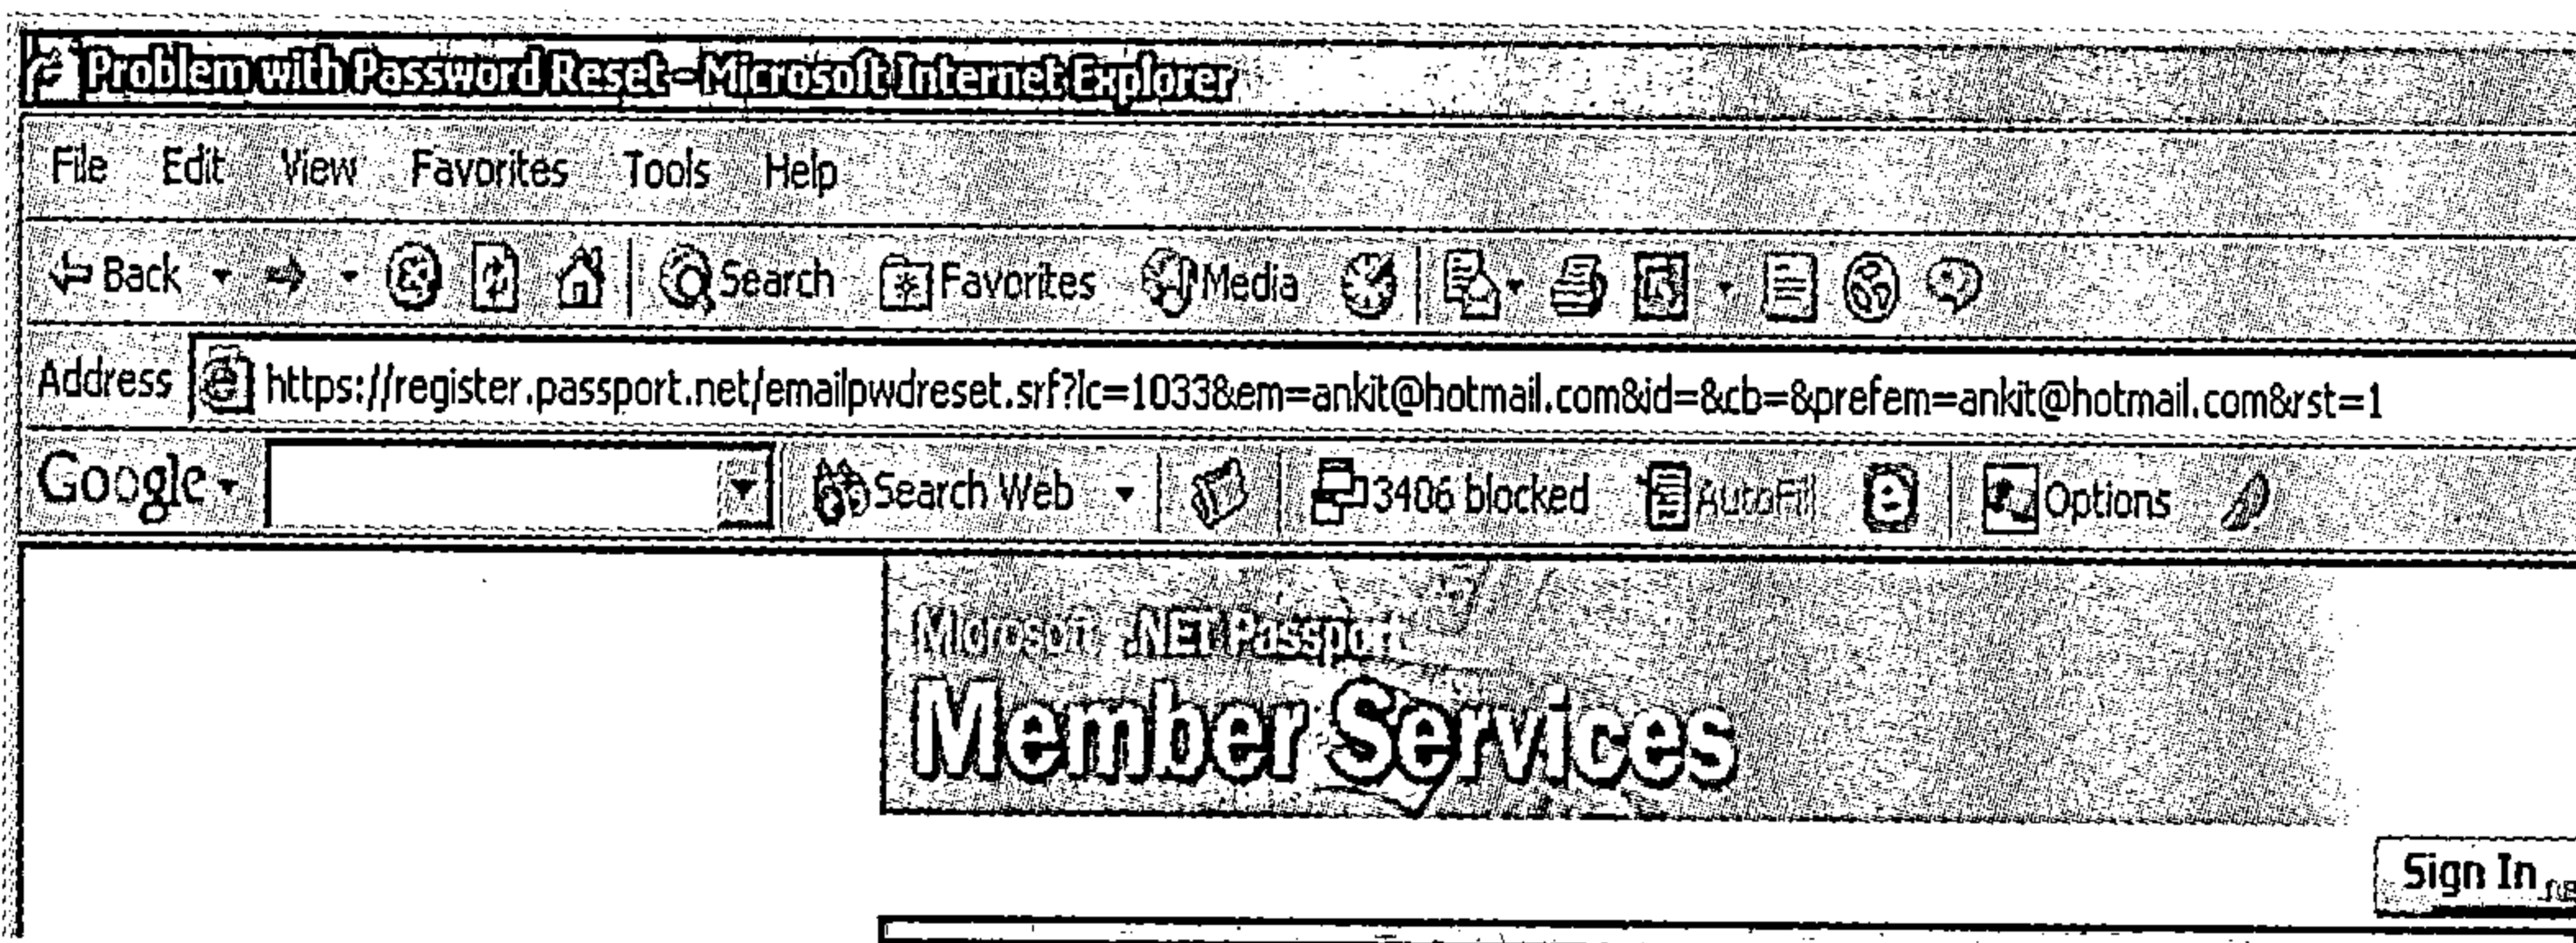 Problem with Password Reset - Microsoft Internet Explorer
File Edit View Favorites Tools Help
Back Search Favorites Media
Address https://register.passport.net/emailpwdreset.srf?lc=1033&em=ankit@hotmail.com&id=&cb=&prefem=ankit@hotmail.com&rst=1
Google Search Web 3406 blocked AutoFill Options
Microsoft .NET Passport
Member Services
Sign In